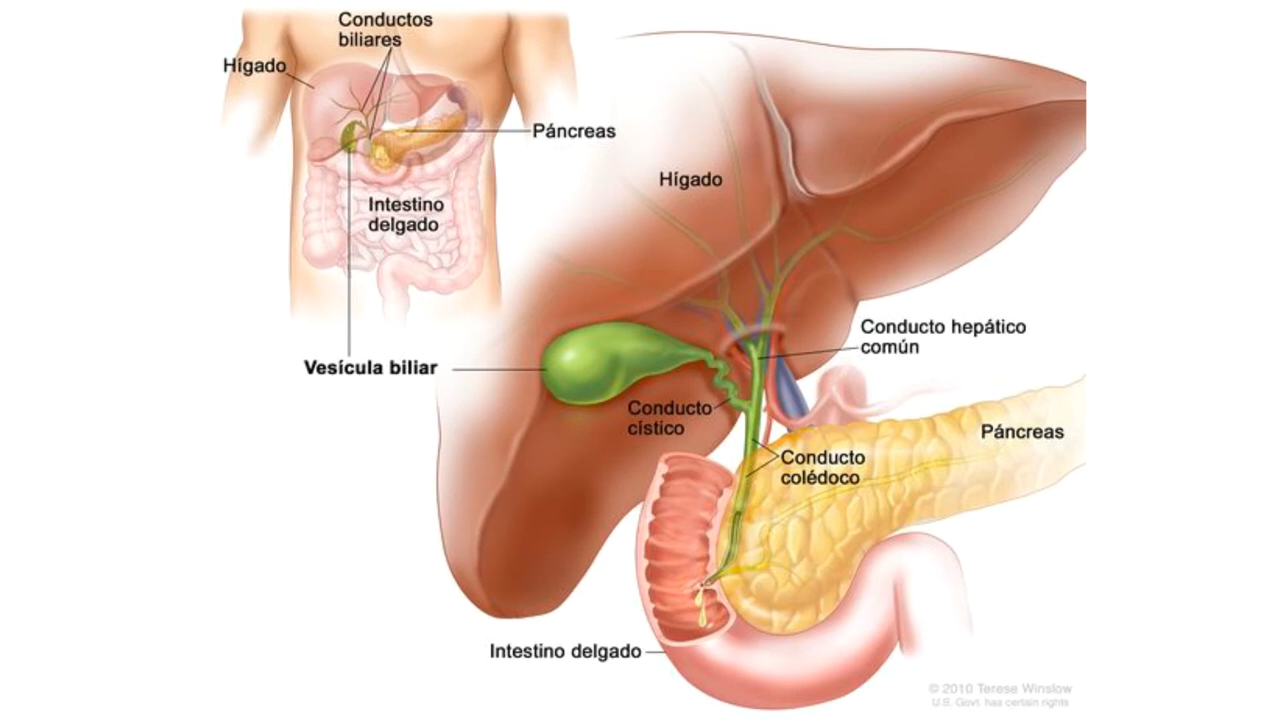 Conductos
biliares
Hígado
Páncreas
Intestino
delgado
Vesícula biliar
Hígado
Conducto hepático
común
Conducto
cístico
Páncreas
Conducto
colédoco
Intestino delgado
© 2010 Terese Winslow
U.S. Govt. has certain rights